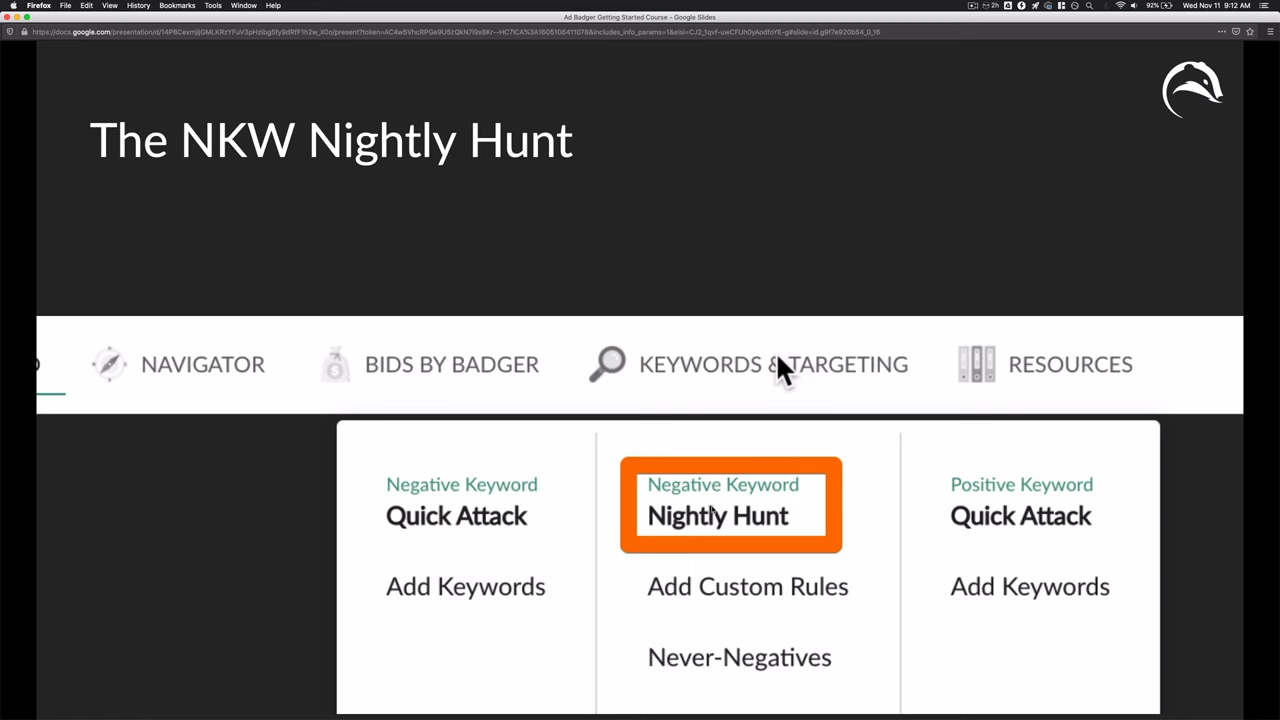 Firefox File Edit View History Bookmarks Tools Window Help
2h 92% Wed Nov 11 9:12 AM
Ad Badger Getting Started Course - Google Slides
The NKW Nightly Hunt
NAVIGATOR BIDS BY BADGER KEYWORDS & TARGETING RESOURCES
Negative Keyword Negative Keyword Positive Keyword
Quick Attack Nightly Hunt Quick Attack
Add Keywords Add Custom Rules Add Keywords
Never-Negatives